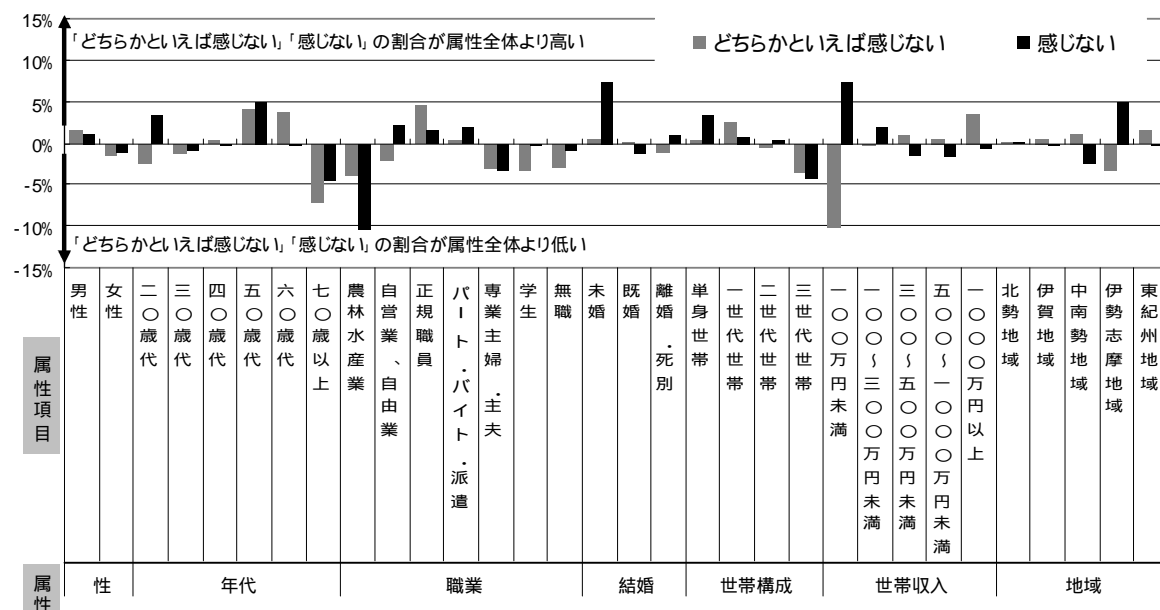 15%
「どちらかといえば感じない」「感じない」の割合が属性全体より高い
どちらかといえば感じない
感じない
10%
5%
0%
-5%
-10%
「どちらかといえば感じない」「感じない」の割合が属性全体より低い
-15%
属性項目
男性
女性
二〇歳代
三〇歳代
四〇歳代
五〇歳代
六〇歳代
七〇歳以上
農林水産業
自営業、自由業
正規職員
パート・バイト・派遣
専業主婦・主夫
学生
無職
未婚
既婚
離婚・死別
単身世帯
一世代世帯
二世代世帯
三世代世帯
一〇〇万円未満
一〇〇～三〇〇万円未満
三〇〇～五〇〇万円未満
五〇〇～一〇〇〇万円未満
一〇〇〇万円以上
北勢地域
伊賀地域
中南勢地域
伊勢志摩地域
東紀州地域
属性
性
年代
職業
結婚
世帯構成
世帯収入
地域